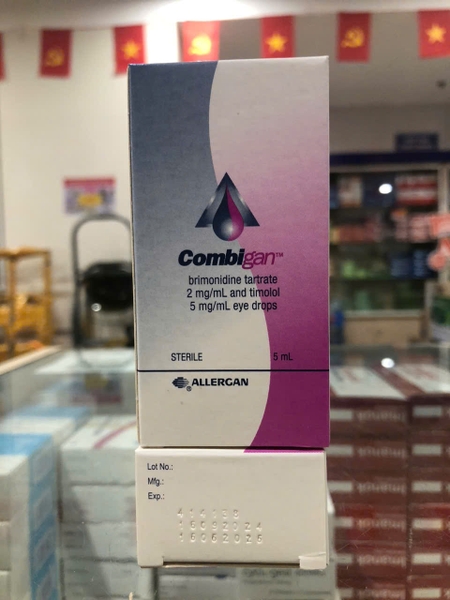 Combigan™
brimonidine tartrate
2 mg/mL and timolol
5 mg/mL eye drops
STERILE 5 mL
® ALLERGAN
Lot No.:
Mfg.:
Exp.:
16092024